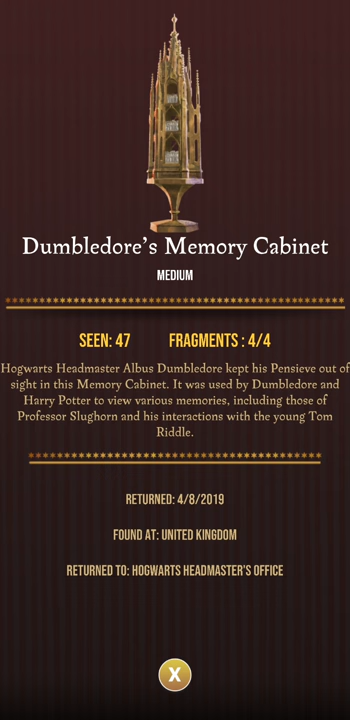 Dumbledore's Memory Cabinet
MEDIUM
SEEN: 47 FRAGMENTS : 4/4
Hogwarts Headmaster Albus Dumbledore kept his Pensieve out of
sight in this Memory Cabinet. It was used by Dumbledore and
Harry Potter to view various memories, including those of
Professor Slughorn and his interactions with the young Tom
Riddle.
RETURNED: 4/8/2019
FOUND AT: UNITED KINGDOM
RETURNED TO: HOGWARTS HEADMASTER'S OFFICE
X